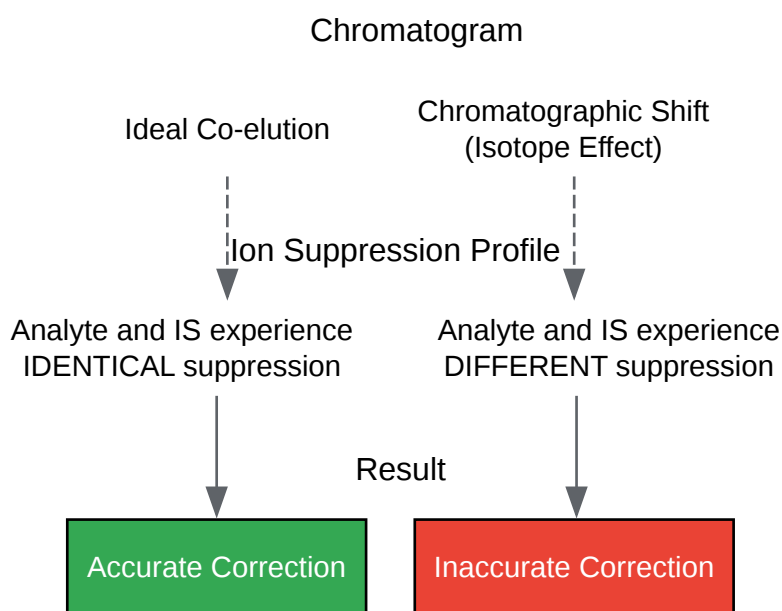 Chromatogram
Ideal Co-elution
Chromatographic Shift
(Isotope Effect)
Ion Suppression Profile
Analyte and IS experience
IDENTICAL suppression
Analyte and IS experience
DIFFERENT suppression
Result
Accurate Correction
Inaccurate Correction